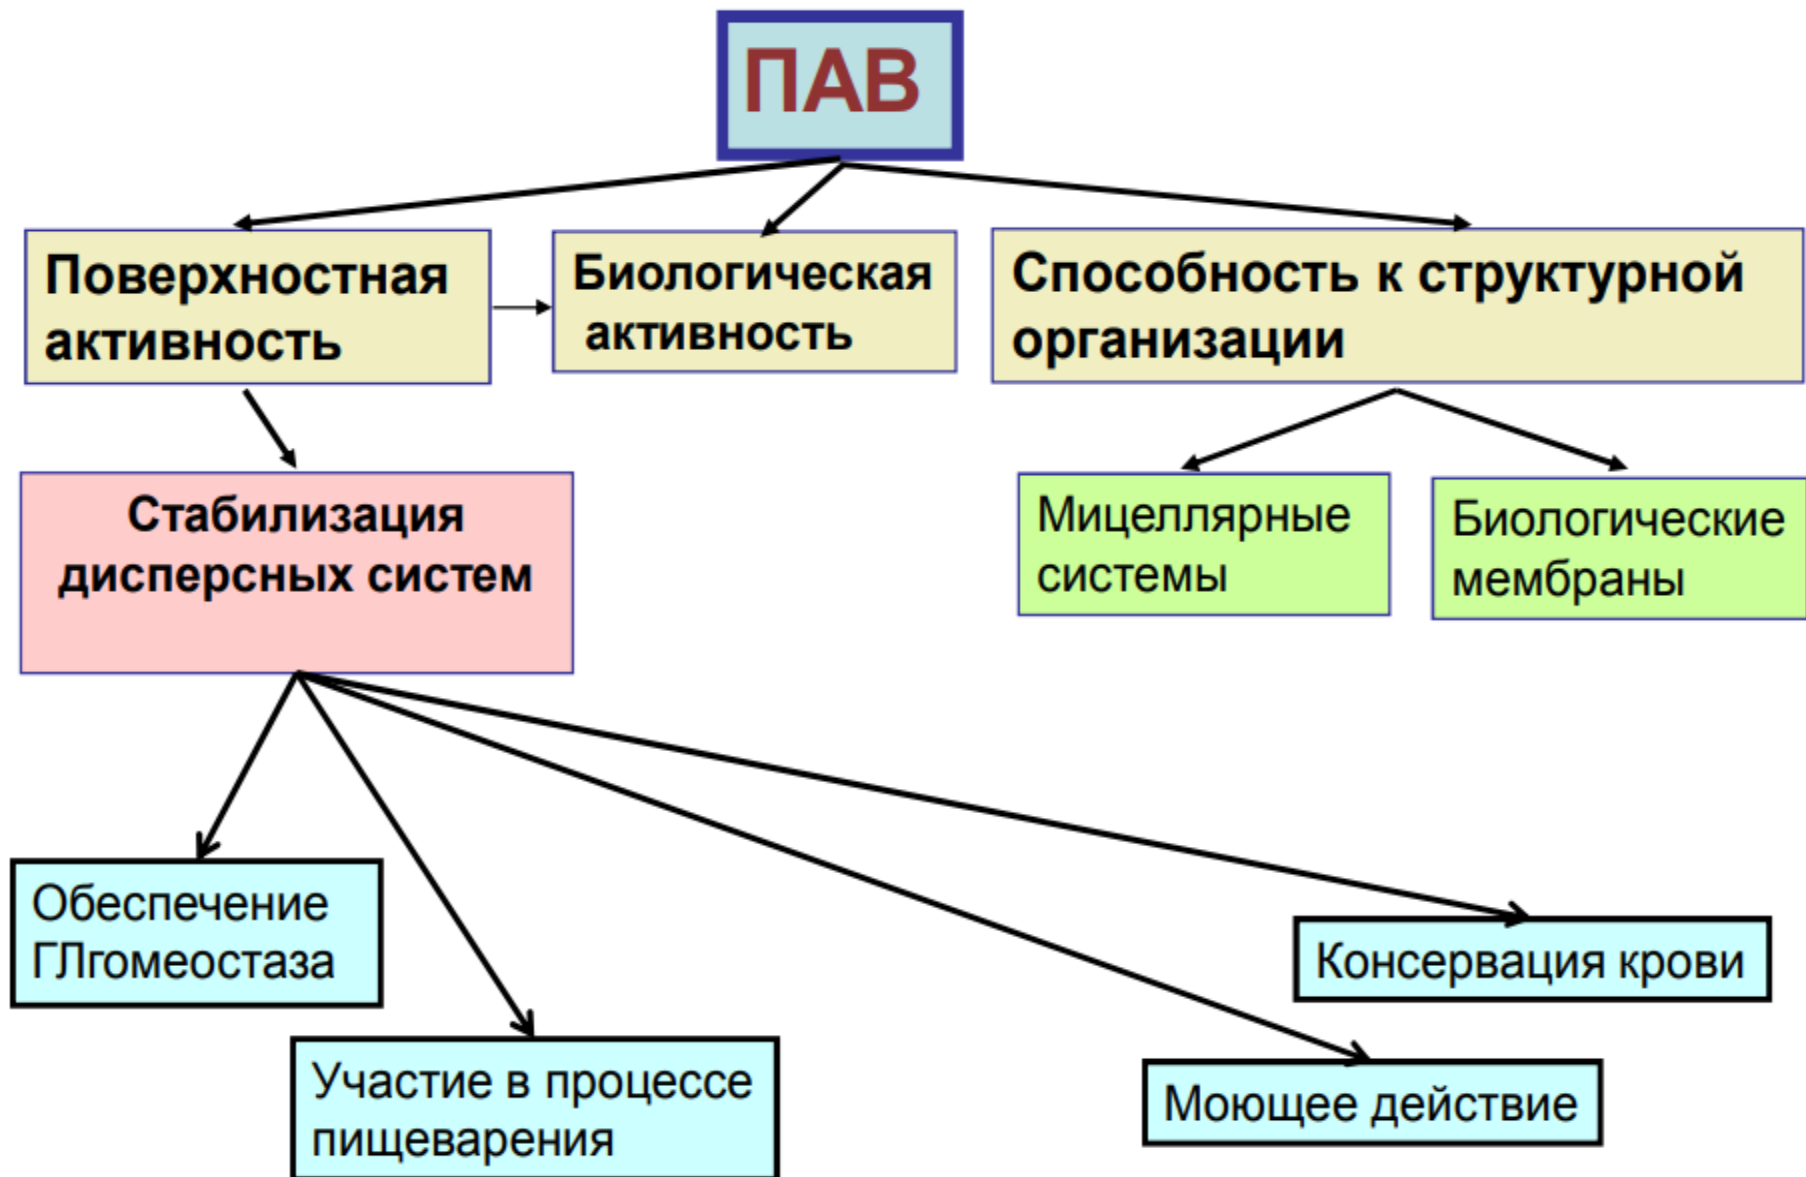 ПАВ
Поверхностная
активность
Биологическая
активность
Способность к структурной
организации
Стабилизация
дисперсных систем
Мицеллярные
системы
Биологические
мембраны
Обеспечение
ГЛгомеостаза
Консервация крови
Участие в процессе
пищеварения
Моющее действие